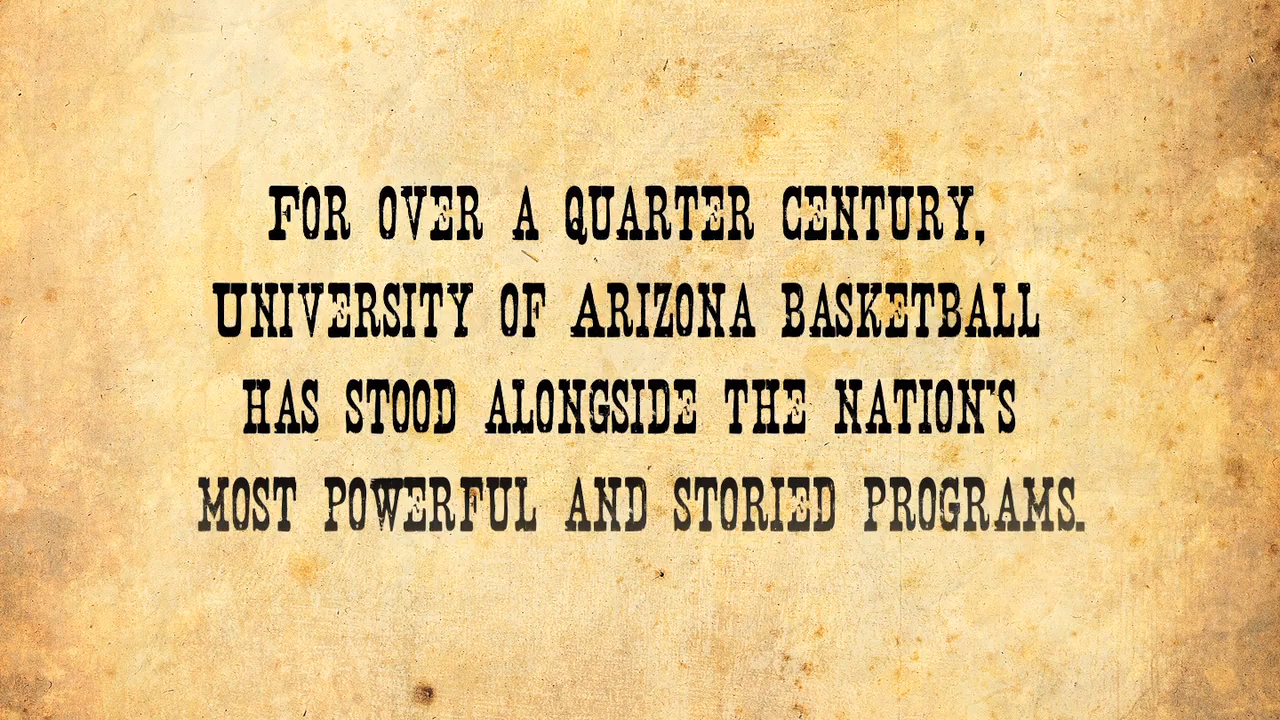 For over a quarter century,
University of Arizona Basketball
has stood alongside the nation's
most powerful and storied programs.